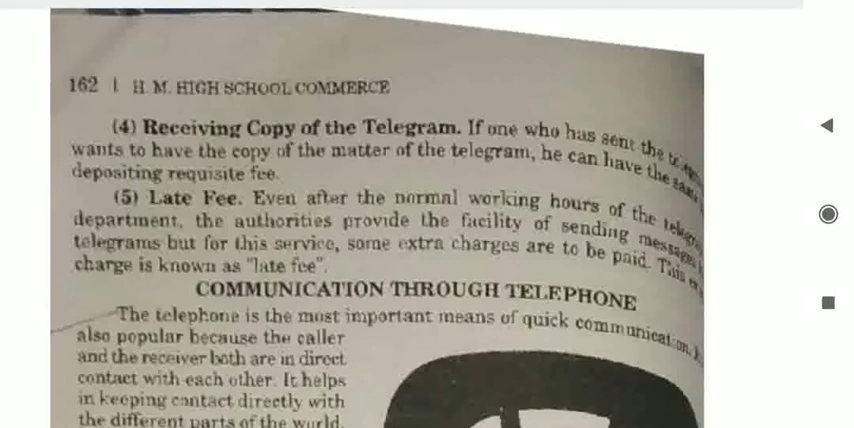 162 | H. M. HIGH SCHOOL COMMERCE
(4) Receiving Copy of the Telegram. If one who has sent the
wants to have the copy of the matter of the telegram, he can have the same
depositing requisite fee.
(5) Late Fee. Even after the normal working hours of the
department, the authorities provide the facility of sending messages
telegrams but for this service, some extra charges are to be paid. This
charge is known as "late fee".
COMMUNICATION THROUGH TELEPHONE
The telephone is the most important means of quick communication.
also popular because the caller
and the receiver both are in direct
contact with each other. It helps
in keeping contact directly with
the different parts of the world.